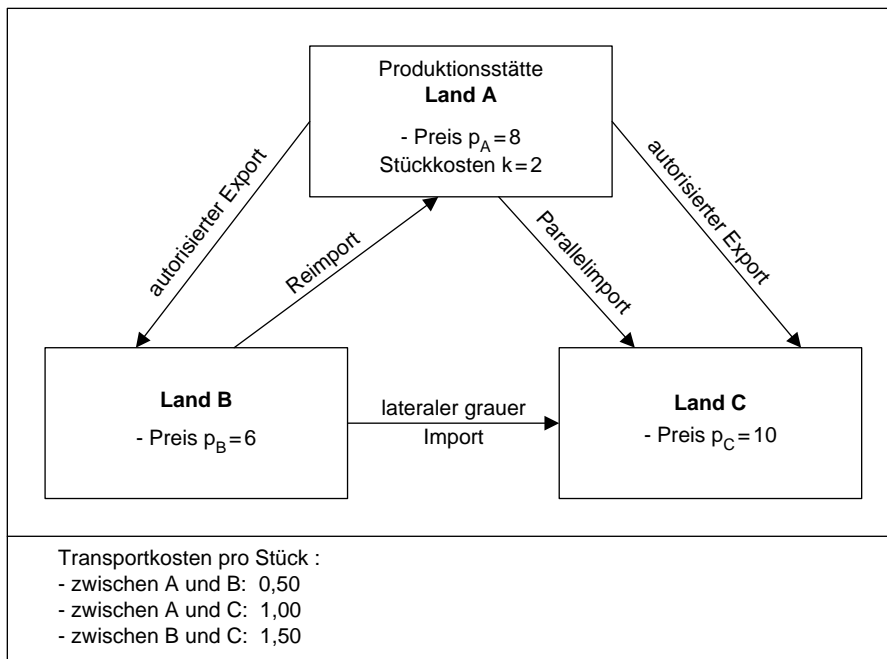 Produktionsstätte
Land A
- Preis p_A = 8
Stückkosten k = 2
autorisierter Export
Reimport
Parallelimport
autorisierter Export
Land B
- Preis p_B = 6
lateraler grauer
Import
Land C
- Preis p_C = 10
Transportkosten pro Stück :
- zwischen A und B: 0,50
- zwischen A und C: 1,00
- zwischen B und C: 1,50